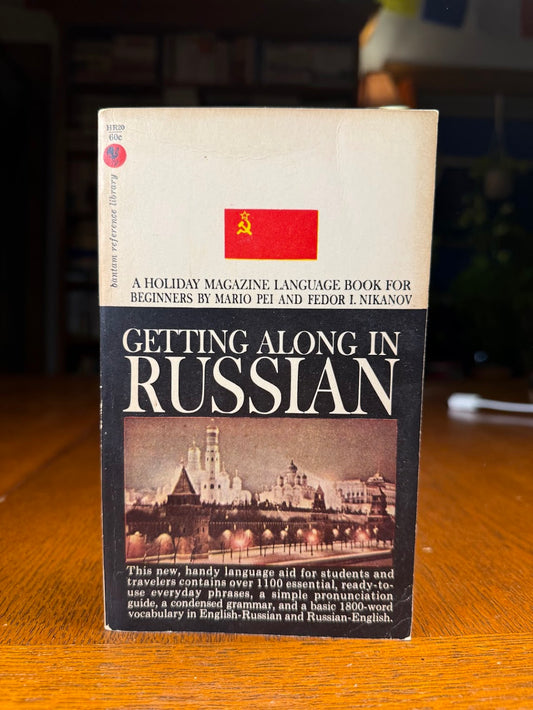 HR20
60¢
bantam reference library
A HOLIDAY MAGAZINE LANGUAGE BOOK FOR
BEGINNERS BY MARIO PEI AND FEDOR I. NIKANOV
GETTING ALONG IN
RUSSIAN
This new, handy language aid for students and
travelers contains over 1100 essential, ready-to-
use everyday phrases, a simple pronunciation
guide, a condensed grammar, and a basic 1800-word
vocabulary in English-Russian and Russian-English.